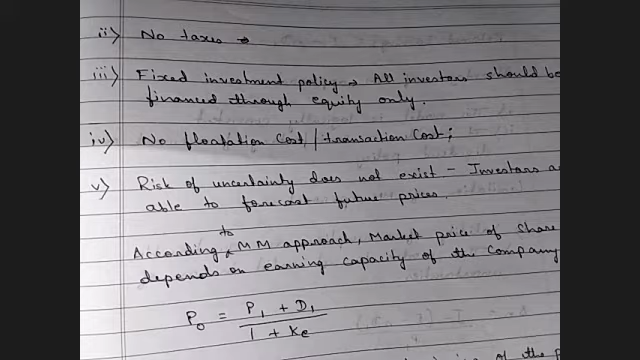 ii) No taxes →
iii) Fixed investment policy → All investors should be
financed through equity only.
iv) No floatation Cost / transaction Cost;
v) Risk of uncertainty does not exist - Investors a
able to forecast future prices.
According to MM approach, Market price of Share
depends on earning capacity of the Company
P₀ = P₁ + D₁
1 + Ke
of the